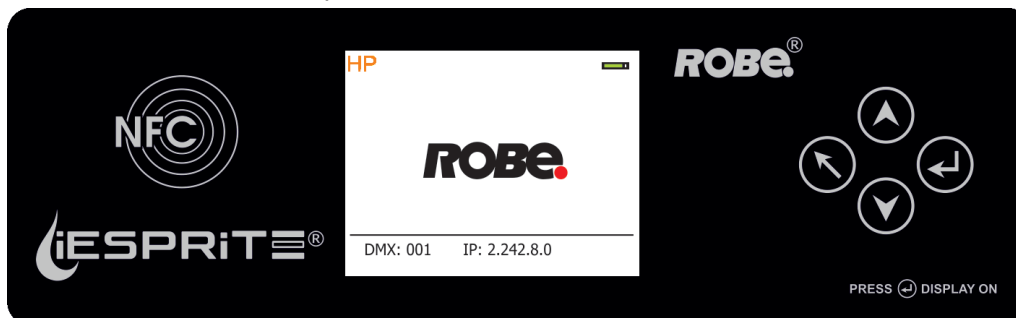 NFC
iESPRiTE®
HP
ROBE.
DMX: 001 IP: 2.242.8.0
ROBE.®
PRESS DISPLAY ON